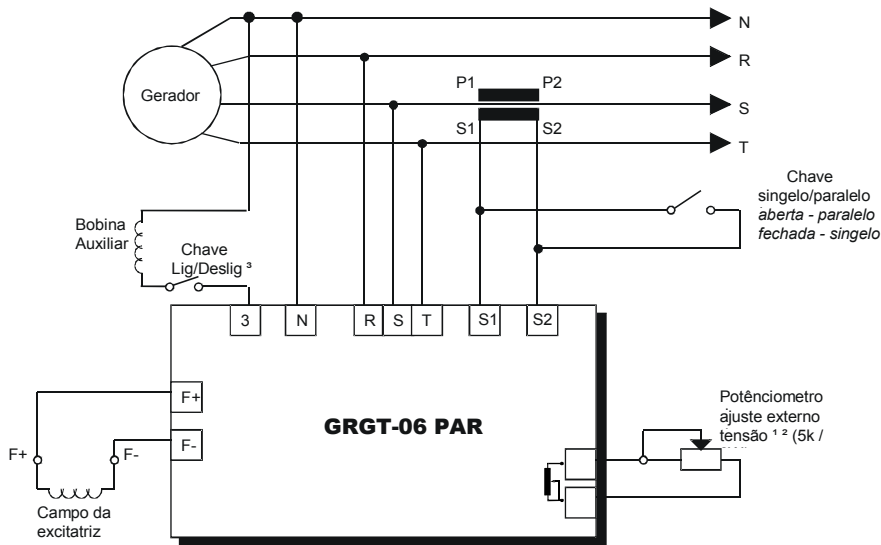 N
R
Gerador
P1
P2
S
S1
S2
T
Chave
singelo/paralelo
aberta - paralelo
fechada - singelo
Bobina
Auxiliar
Chave
Lig/Deslig ³
3
N
R
S
T
S1
S2
F+
F-
GRGT-06 PAR
Potênciometro
ajuste externo
tensão ¹ ² (5k /
F+
F-
Campo da
excitatriz